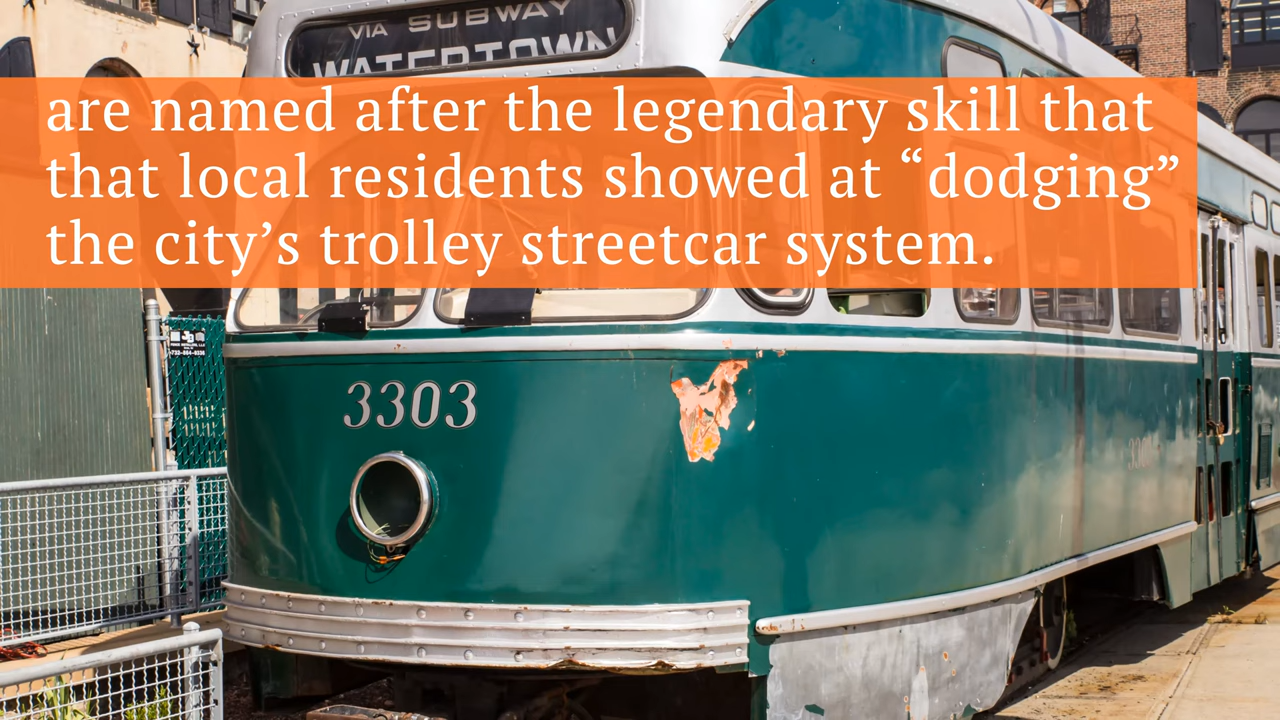 VIA SUBWAY
WATERTOWN
are named after the legendary skill that
that local residents showed at “dodging”
the city’s trolley streetcar system.
3303